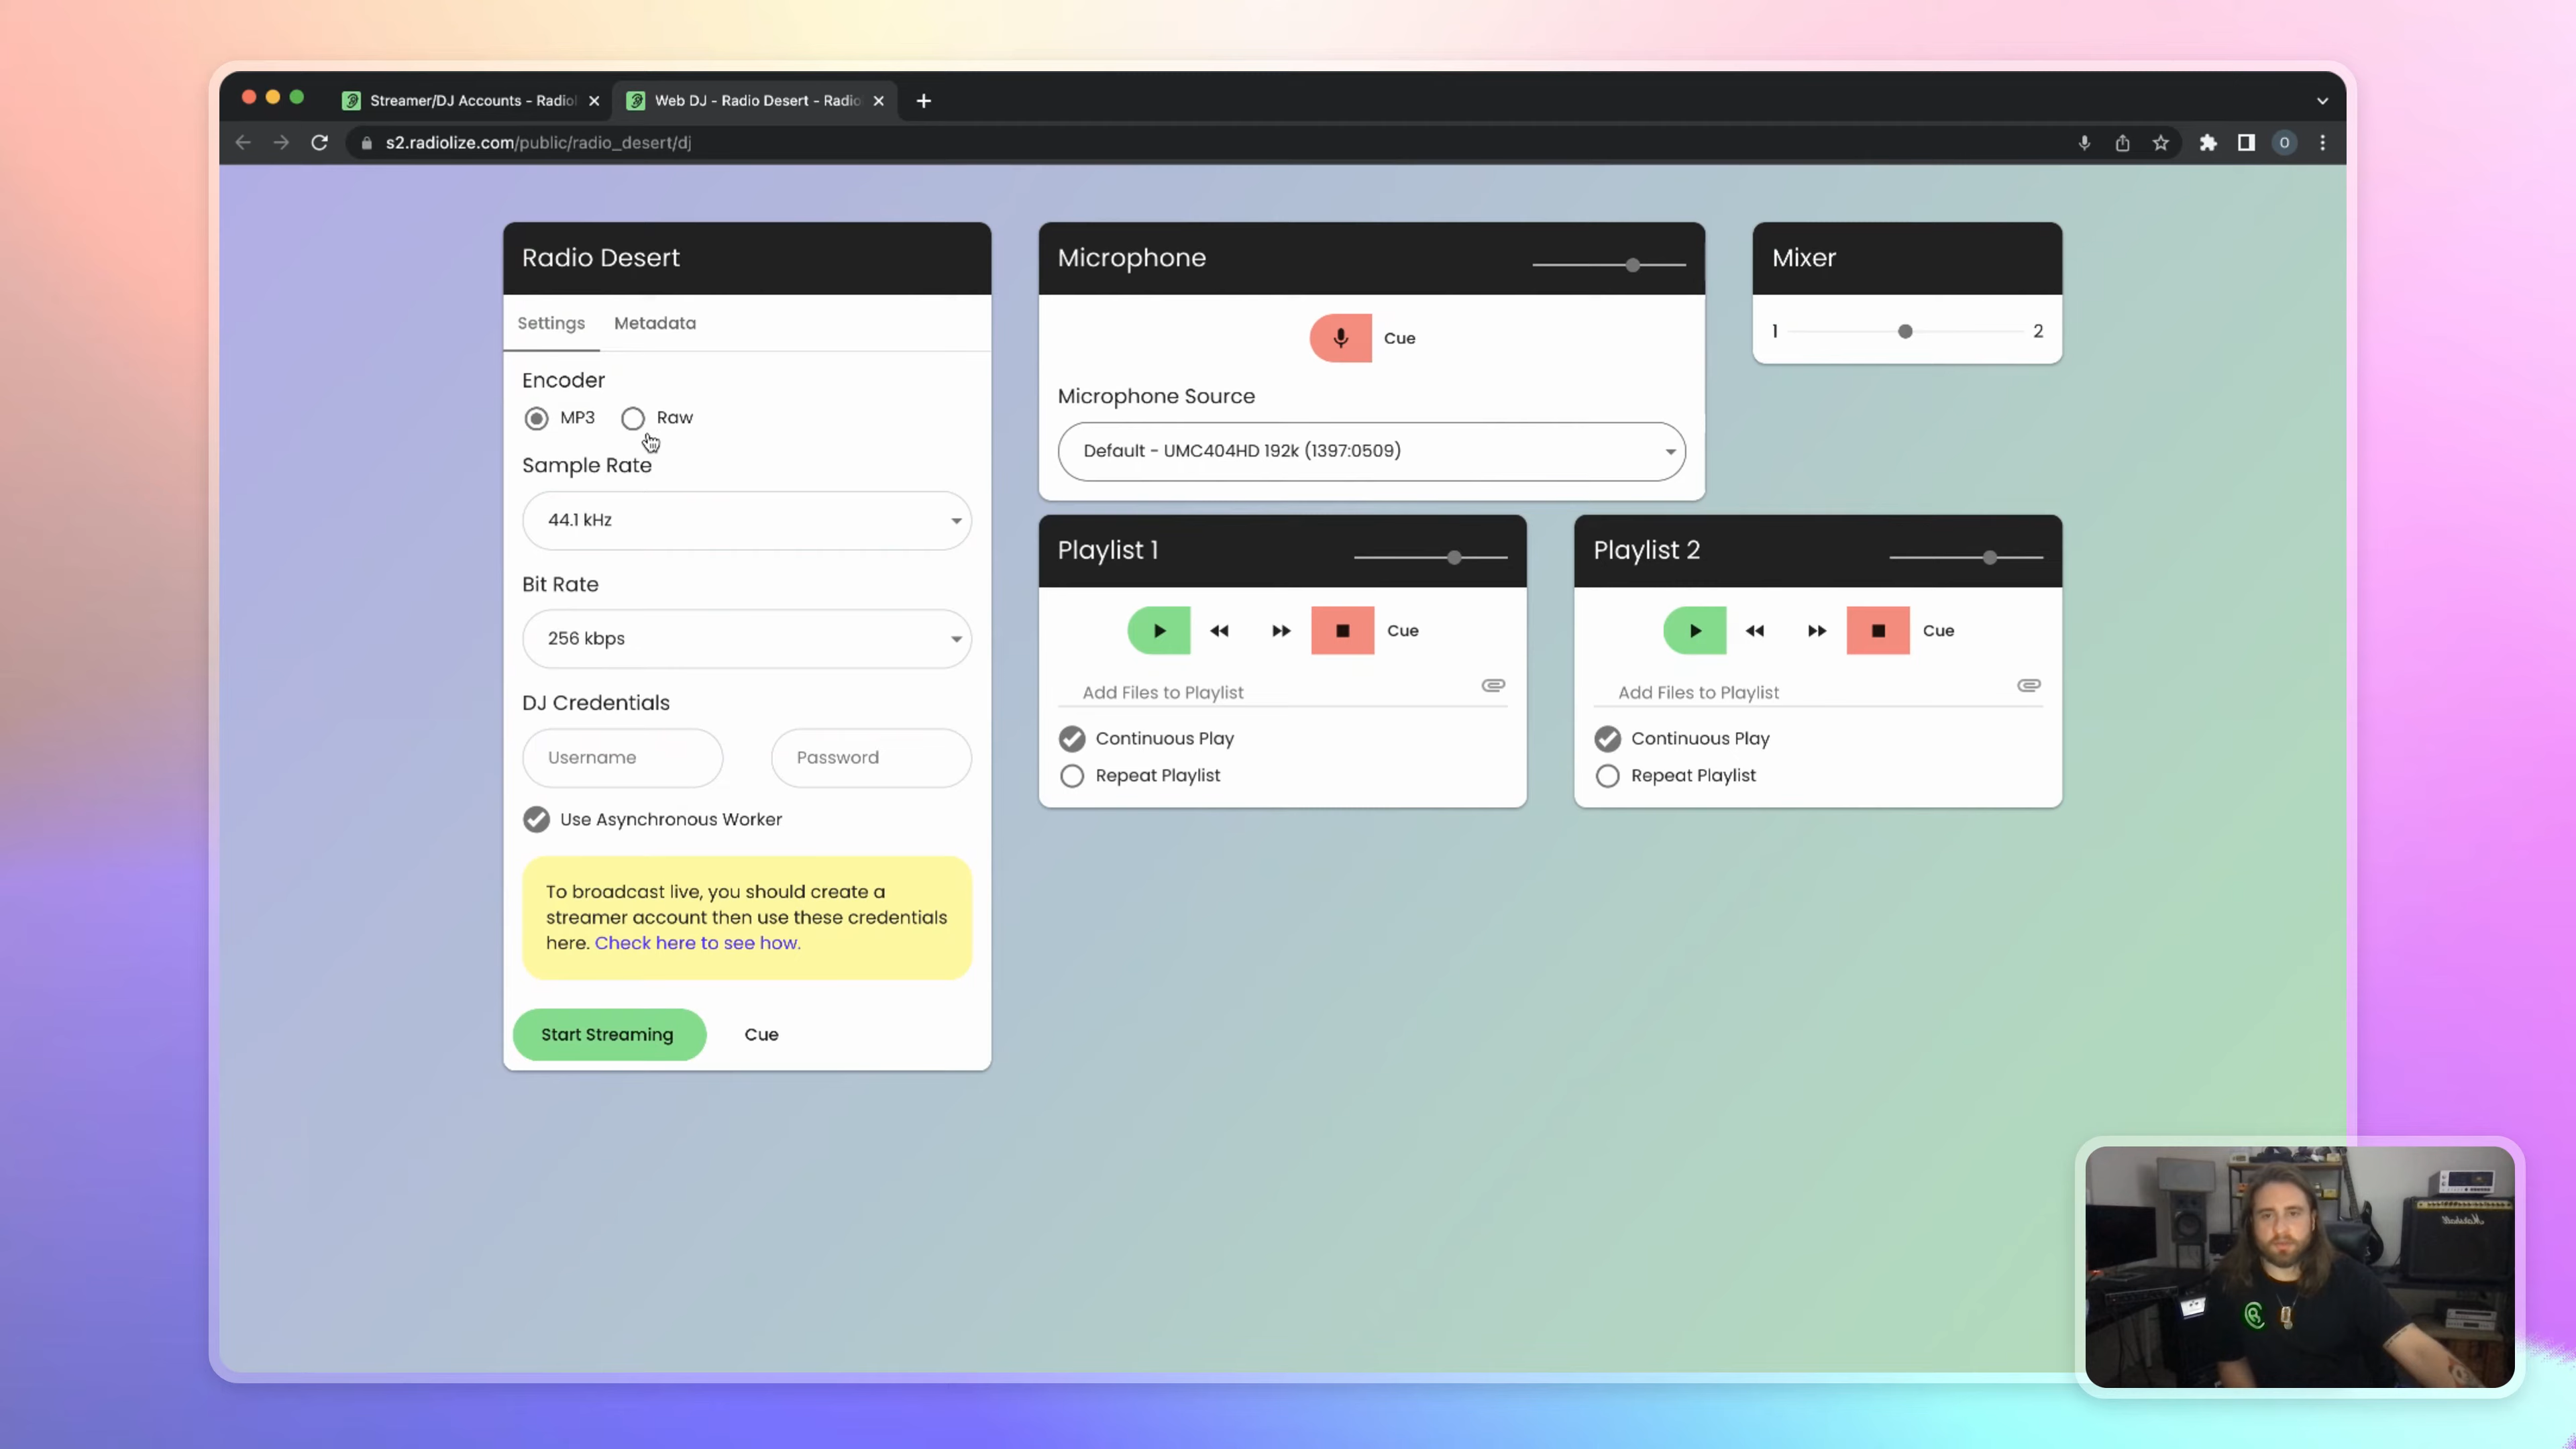 Streamer/DJ Accounts - Radiol
Web DJ - Radio Desert - Radio
s2.radiolize.com/public/radio_desert/dj
O
Radio Desert
Settings Metadata
Encoder
MP3 Raw
Sample Rate
44.1 kHz
Bit Rate
256 kbps
DJ Credentials
Username Password
Use Asynchronous Worker
To broadcast live, you should create a
streamer account then use these credentials
here. Check here to see how.
Start Streaming Cue
Microphone
Cue
Microphone Source
Default - UMC404HD 192k (1397:0509)
Mixer
1 2
Playlist 1
Cue
Add Files to Playlist
Continuous Play
Repeat Playlist
Playlist 2
Cue
Add Files to Playlist
Continuous Play
Repeat Playlist
Marshall